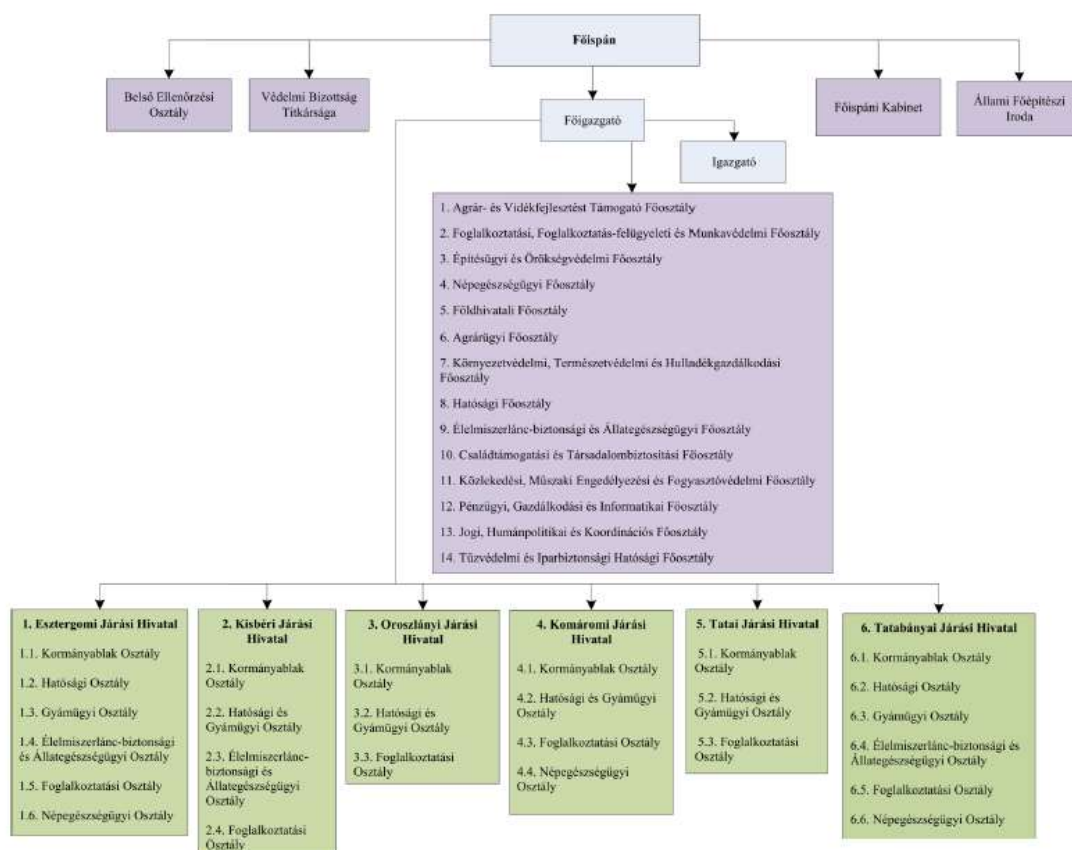 Főispán
Belső Ellenőrzési
Osztály
Védelmi Bizottság
Titkársága
Főispáni Kabinet
Állami Főépítészi
Iroda
Főigazgató
Igazgató
1. Agrár- és Vidékfejlesztést Támogató Főosztály
2. Foglalkoztatási, Foglalkoztatás-felügyeleti és Munkavédelmi Főosztály
3. Építésügyi és Örökségvédelmi Főosztály
4. Népegészségügyi Főosztály
5. Földhivatali Főosztály
6. Agrárügyi Főosztály
7. Környezetvédelmi, Természetvédelmi és Hulladékgazdálkodási
Főosztály
8. Hatósági Főosztály
9. Élelmiszerlánc-biztonsági és Állategészségügyi Főosztály
10. Családtámogatási és Társadalombiztosítási Főosztály
11. Közlekedési, Műszaki Engedélyezési és Fogyasztóvédelmi Főosztály
12. Pénzügyi, Gazdálkodási és Informatikai Főosztály
13. Jogi, Humánpolitikai és Koordinációs Főosztály
14. Tűzvédelmi és Iparbiztonsági Hatósági Főosztály
1. Esztergomi Járási Hivatal
1.1. Kormányablak Osztály
1.2. Hatósági Osztály
1.3. Gyámügyi Osztály
1.4. Élelmiszerlánc-biztonsági
és Állategészségügyi Osztály
1.5. Foglalkoztatási Osztály
1.6. Népegészségügyi Osztály
2. Kisbéri Járási
Hivatal
2.1. Kormányablak
Osztály
2.2. Hatósági és
Gyámügyi Osztály
2.3. Élelmiszerlánc-
biztonsági és
Állategészségügyi
Osztály
2.4. Foglalkoztatási
Osztály
3. Oroszlányi Járási
Hivatal
3.1. Kormányablak
Osztály
3.2. Hatósági és
Gyámügyi Osztály
3.3. Foglalkoztatási
Osztály
4. Komáromi Járási
Hivatal
4.1. Kormányablak Osztály
4.2. Hatósági és Gyámügyi
Osztály
4.3. Foglalkoztatási Osztály
4.4. Népegészségügyi
Osztály
5. Tatai Járási Hivatal
5.1. Kormányablak
Osztály
5.2. Hatósági és
Gyámügyi Osztály
5.3. Foglalkoztatási
Osztály
6. Tatabányai Járási Hivatal
6.1. Kormányablak Osztály
6.2. Hatósági Osztály
6.3. Gyámügyi Osztály
6.4. Élelmiszerlánc-biztonsági és
Állategészségügyi Osztály
6.5. Foglalkoztatási Osztály
6.6. Népegészségügyi Osztály